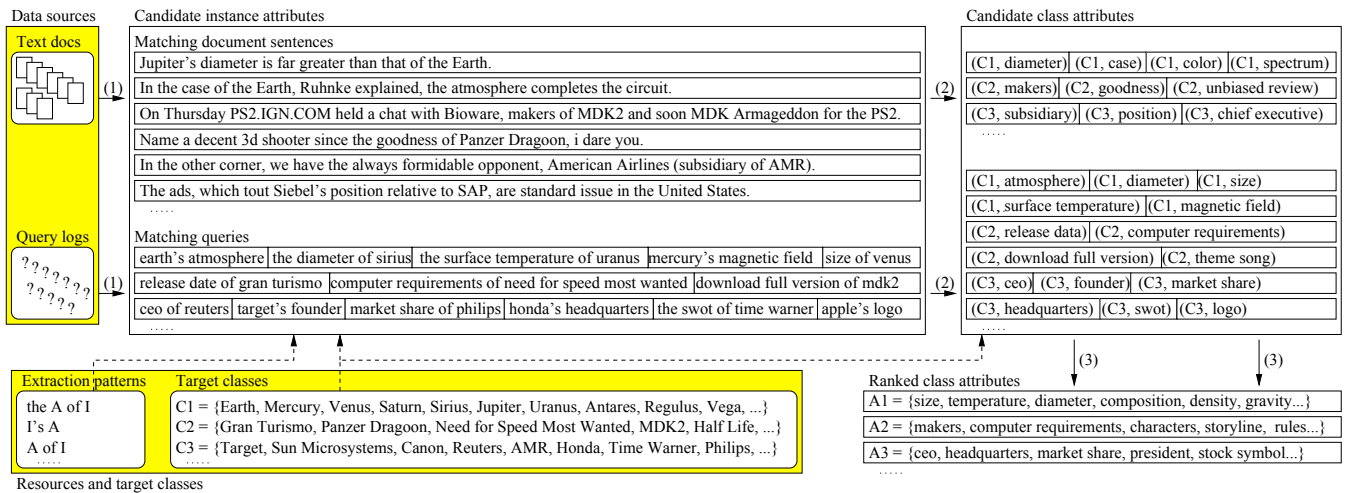 Data sources
Text docs
(1)
Query logs
? ? ? ? ? ?
? ? ? ? ?
(1)
Candidate instance attributes
Matching document sentences
Jupiter's diameter is far greater than that of the Earth.
In the case of the Earth, Ruhnke explained, the atmosphere completes the circuit.
On Thursday PS2.IGN.COM held a chat with Bioware, makers of MDK2 and soon MDK Armageddon for the PS2.
Name a decent 3d shooter since the goodness of Panzer Dragoon, i dare you.
In the other corner, we have the always formidable opponent, American Airlines (subsidiary of AMR).
The ads, which tout Siebel's position relative to SAP, are standard issue in the United States.
.....
Matching queries
earth's atmosphere the diameter of sirius the surface temperature of uranus mercury's magnetic field size of venus
release date of gran turismo computer requirements of need for speed most wanted download full version of mdk2
ceo of reuters target's founder market share of philips honda's headquarters the swot of time warner apple's logo
.....
(2)
(2)
Candidate class attributes
(C1, diameter) (C1, case) (C1, color) (C1, spectrum)
(C2, makers) (C2, goodness) (C2, unbiased review)
(C3, subsidiary) (C3, position) (C3, chief executive)
.....
(C1, atmosphere) (C1, diameter) (C1, size)
(C1, surface temperature) (C1, magnetic field)
(C2, release data) (C2, computer requirements)
(C2, download full version) (C2, theme song)
(C3, ceo) (C3, founder) (C3, market share)
(C3, headquarters) (C3, swot) (C3, logo)
.....
(3)
(3)
Extraction patterns
the A of I
I's A
A of I
.....
Target classes
C1 = {Earth, Mercury, Venus, Saturn, Sirius, Jupiter, Uranus, Antares, Regulus, Vega, ...}
C2 = {Gran Turismo, Panzer Dragoon, Need for Speed Most Wanted, MDK2, Half Life, ...}
C3 = {Target, Sun Microsystems, Canon, Reuters, AMR, Honda, Time Warner, Philips, ...}
.....
Resources and target classes
Ranked class attributes
A1 = {size, temperature, diameter, composition, density, gravity...}
A2 = {makers, computer requirements, characters, storyline, rules...}
A3 = {ceo, headquarters, market share, president, stock symbol...}
.....